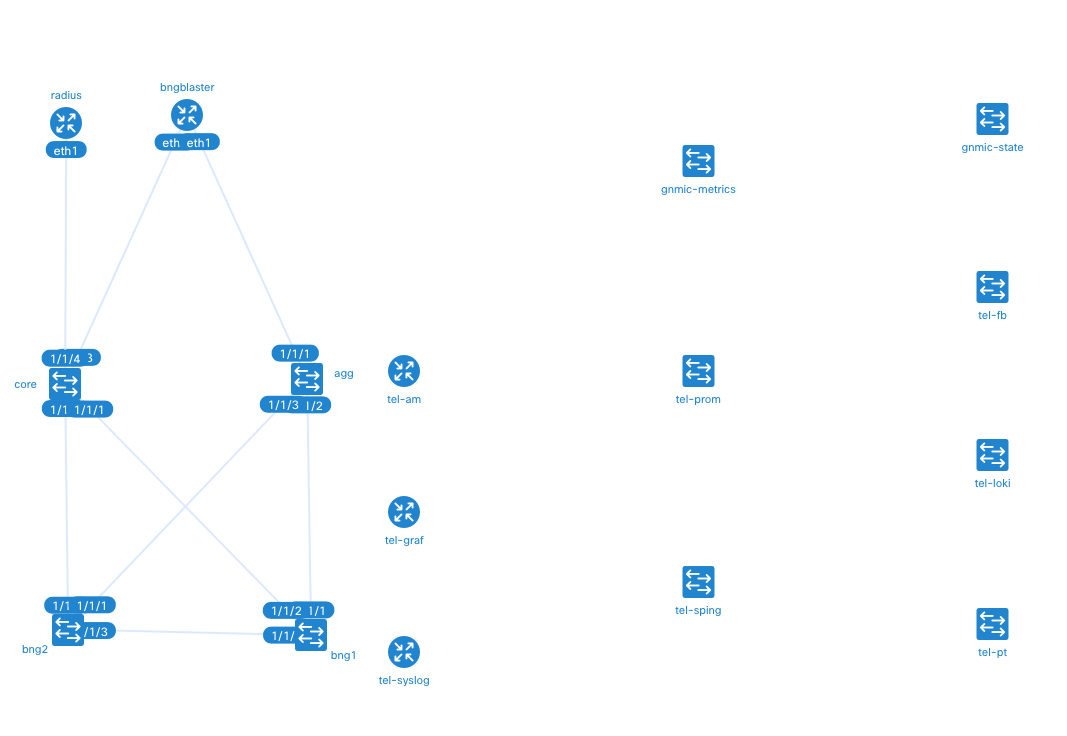 bngblaster
radius
eth
eth1
eth1
gnmic-state
gnmic-metrics
tel-fb
1/1/1
1/1/4
3
core
agg
tel-am
tel-prom
1/1
1/1/1
1/1/3
/2
tel-loki
tel-graf
1/1
1/1/1
1/1/2
1/1
tel-sping
/1/3
1/1/
bng2
bng1
tel-pt
tel-syslog